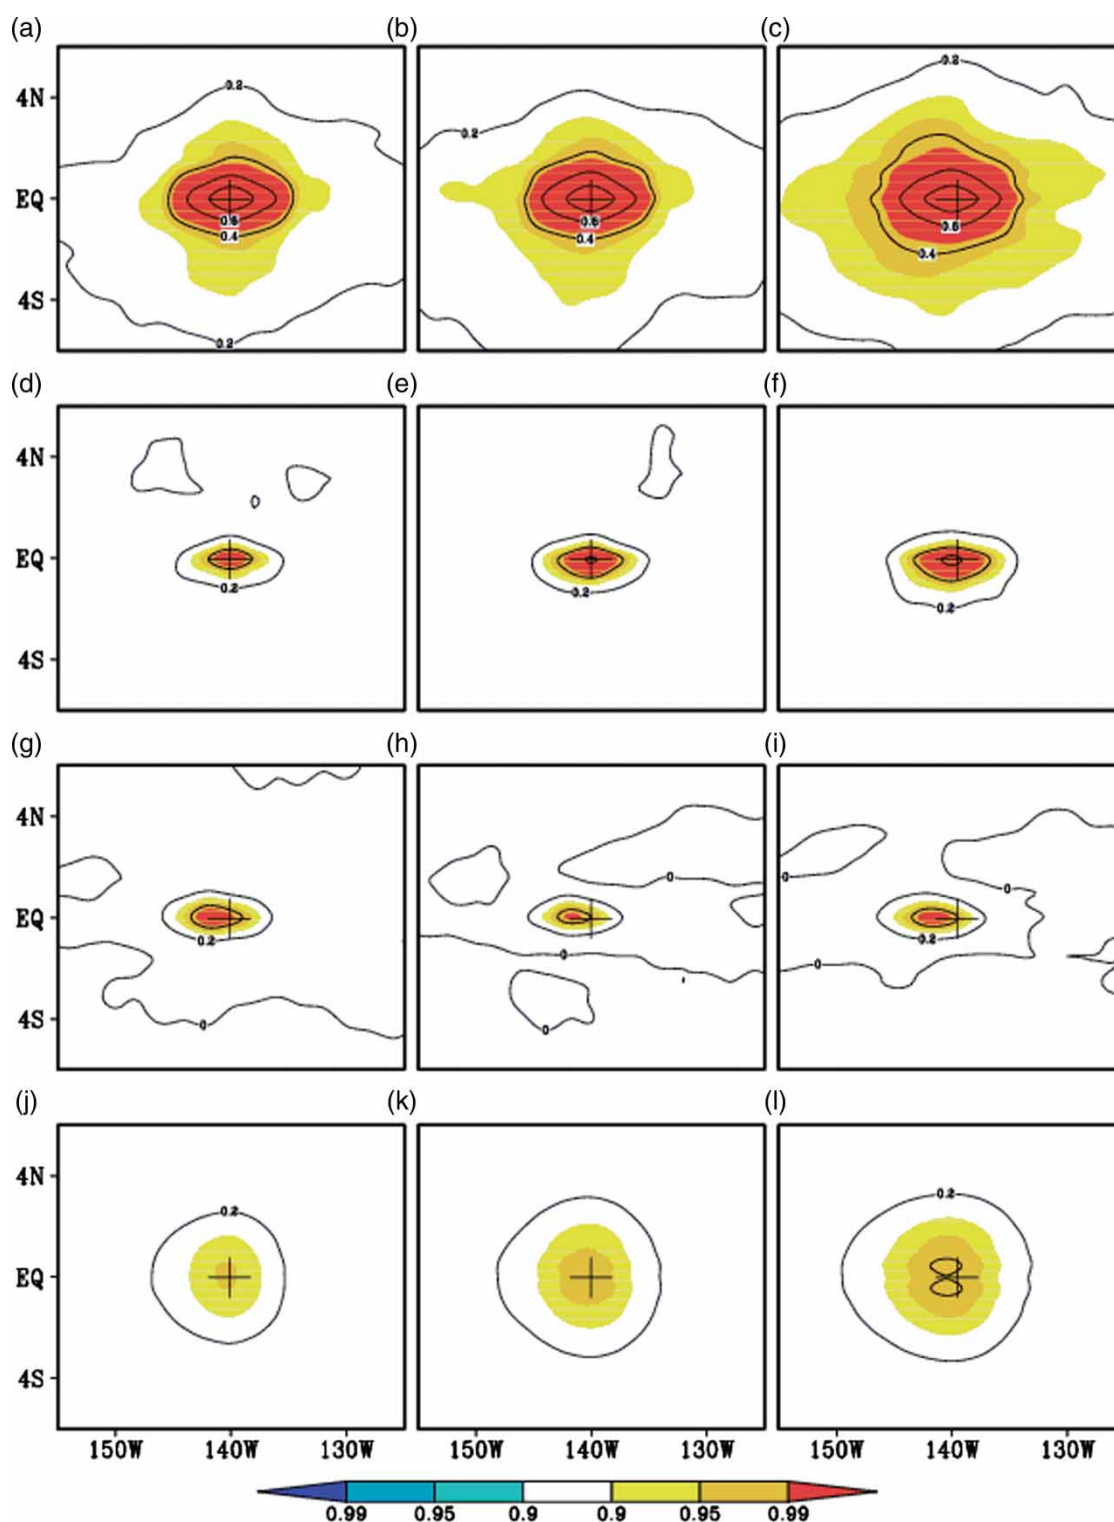 (a) (b) (c)
0.2 0.2 0.2
4N
EQ
0.6 0.6 0.6
0.4 0.4 0.4
4S
0.2
(d) (e) (f)
4N
EQ
0.2 0.2 0.2
4S
(g) (h) (i)
4N
0 0
EQ
0.2 0.2
0 0
4S
0 0
(j) (k) (l)
4N
0.2 0.2
EQ
4S
150W 140W 130W 150W 140W 130W 150W 140W 130W
0.99 0.95 0.9 0.9 0.95 0.99